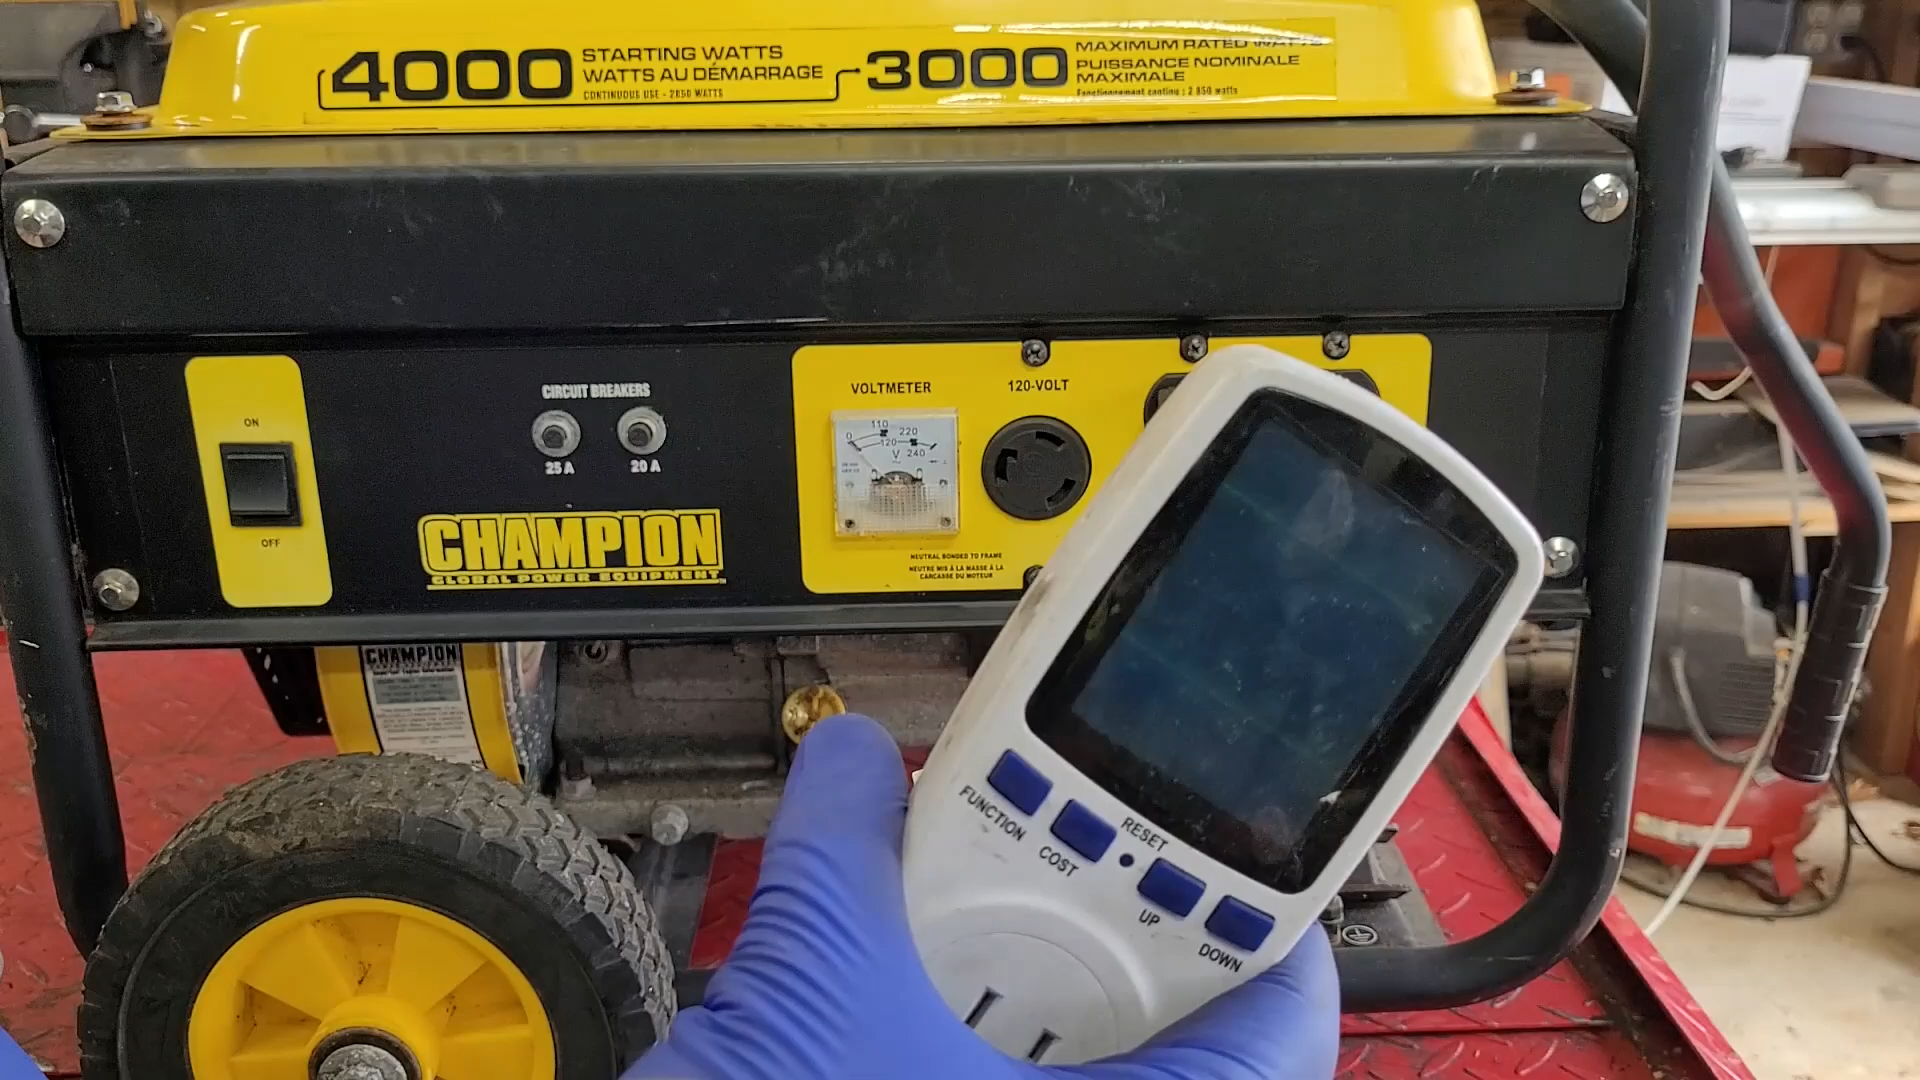 4000 STARTING WATTS
WATTS AU DÉMARRAGE
CONTINUOUS USE - 2850 WATTS
3000 MAXIMUM RATED WATTS
PUISSANCE NOMINALE
MAXIMALE
Fonctionnement continu : 2 850 watts
ON
OFF
CIRCUIT BREAKERS
25 A
20 A
CHAMPION
GLOBAL POWER EQUIPMENT
VOLTMETER
0
110
220
120
V
240
120-VOLT
NEUTRAL BONDED TO FRAME
NEUTRE MIS À LA MASSE À LA
CARCASSE DU MOTEUR
CHAMPION
FUNCTION
COST
RESET
UP
DOWN